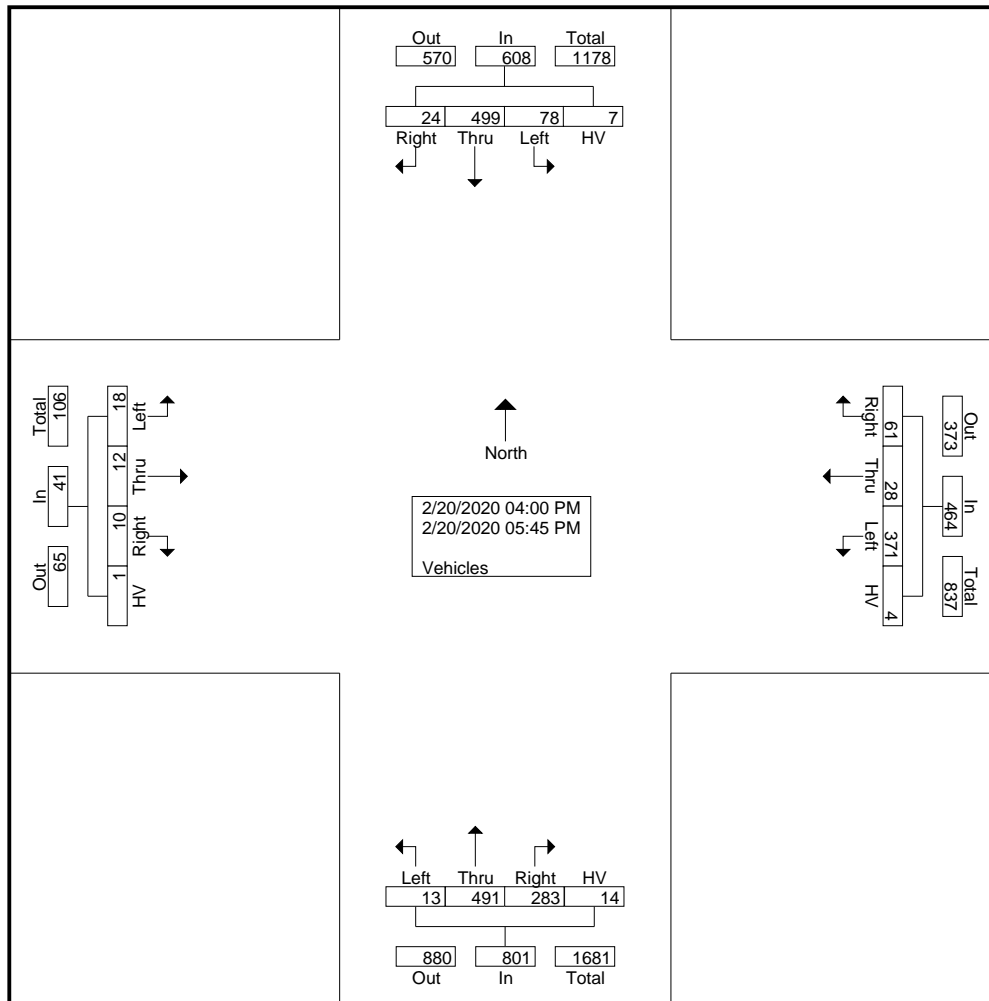 Out In Total
570 608 1178
24 499 78 7
Right Thru Left HV
Total In Out
106 41 65
18 12 10 1
Left Thru Right HV
North
2/20/2020 04:00 PM
2/20/2020 05:45 PM
Vehicles
Right Thru Left HV
61 28 371 4
Out In Total
373 464 837
Left Thru Right HV
13 491 283 14
880 801 1681
Out In Total